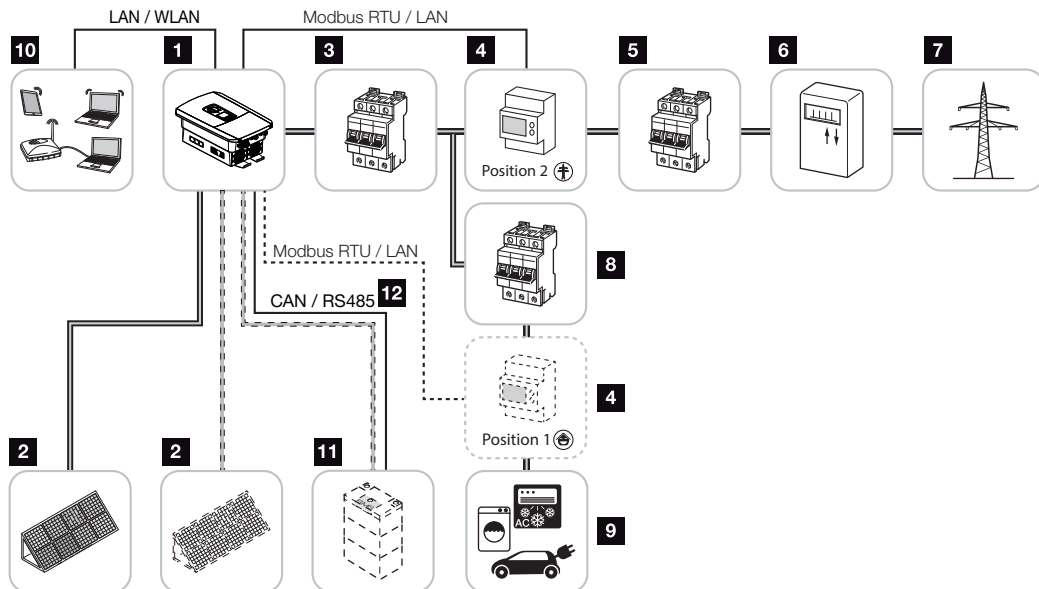 LAN / WLAN
Modbus RTU / LAN
10
1
3
4
5
6
7
Position 2
8
Modbus RTU / LAN
CAN / RS485
12
4
Position 1
2
2
11
9
AC